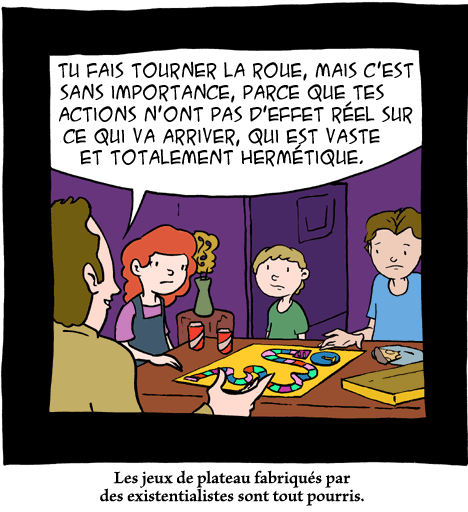 TU FAIS TOURNER LA ROUE, MAIS C'EST
SANS IMPORTANCE, PARCE QUE TES
ACTIONS N'ONT PAS D'EFFET RÉEL SUR
CE QUI VA ARRIVER, QUI EST VASTE
ET TOTALEMENT HERMÉTIQUE.
Les jeux de plateau fabriqués par
des existentialistes sont tout pourris.